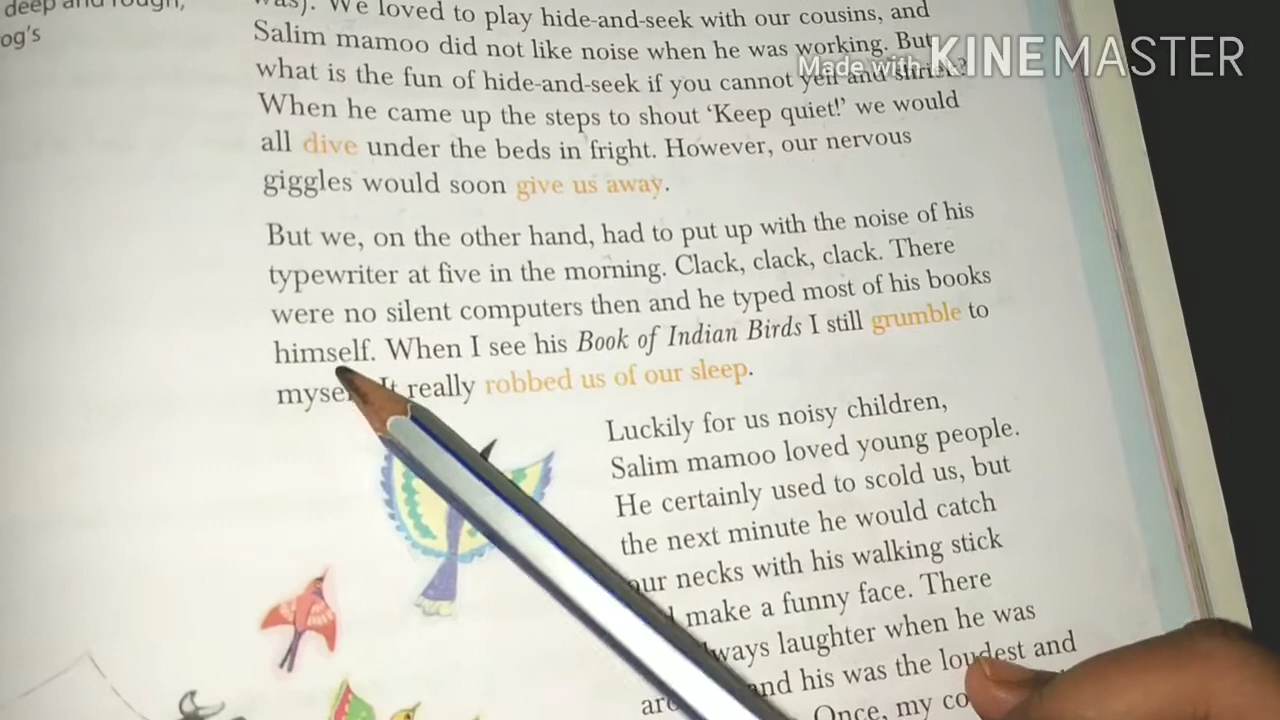 deep and rough,
og's
was). We loved to play hide-and-seek with our cousins, and
Salim mamoo did not like noise when he was working. But
what is the fun of hide-and-seek if you cannot yell and shriek?
When he came up the steps to shout ‘Keep quiet!’ we would
all dive under the beds in fright. However, our nervous
giggles would soon give us away.
But we, on the other hand, had to put up with the noise of his
typewriter at five in the morning. Clack, clack, clack. There
were no silent computers then and he typed most of his books
himself. When I see his Book of Indian Birds I still grumble to
myself. It really robbed us of our sleep.
Luckily for us noisy children,
Salim mamoo loved young people.
He certainly used to scold us, but
the next minute he would catch
our necks with his walking stick
make a funny face. There
always laughter when he was
and his was the loudest and
Once, my
Made with KINEMASTER